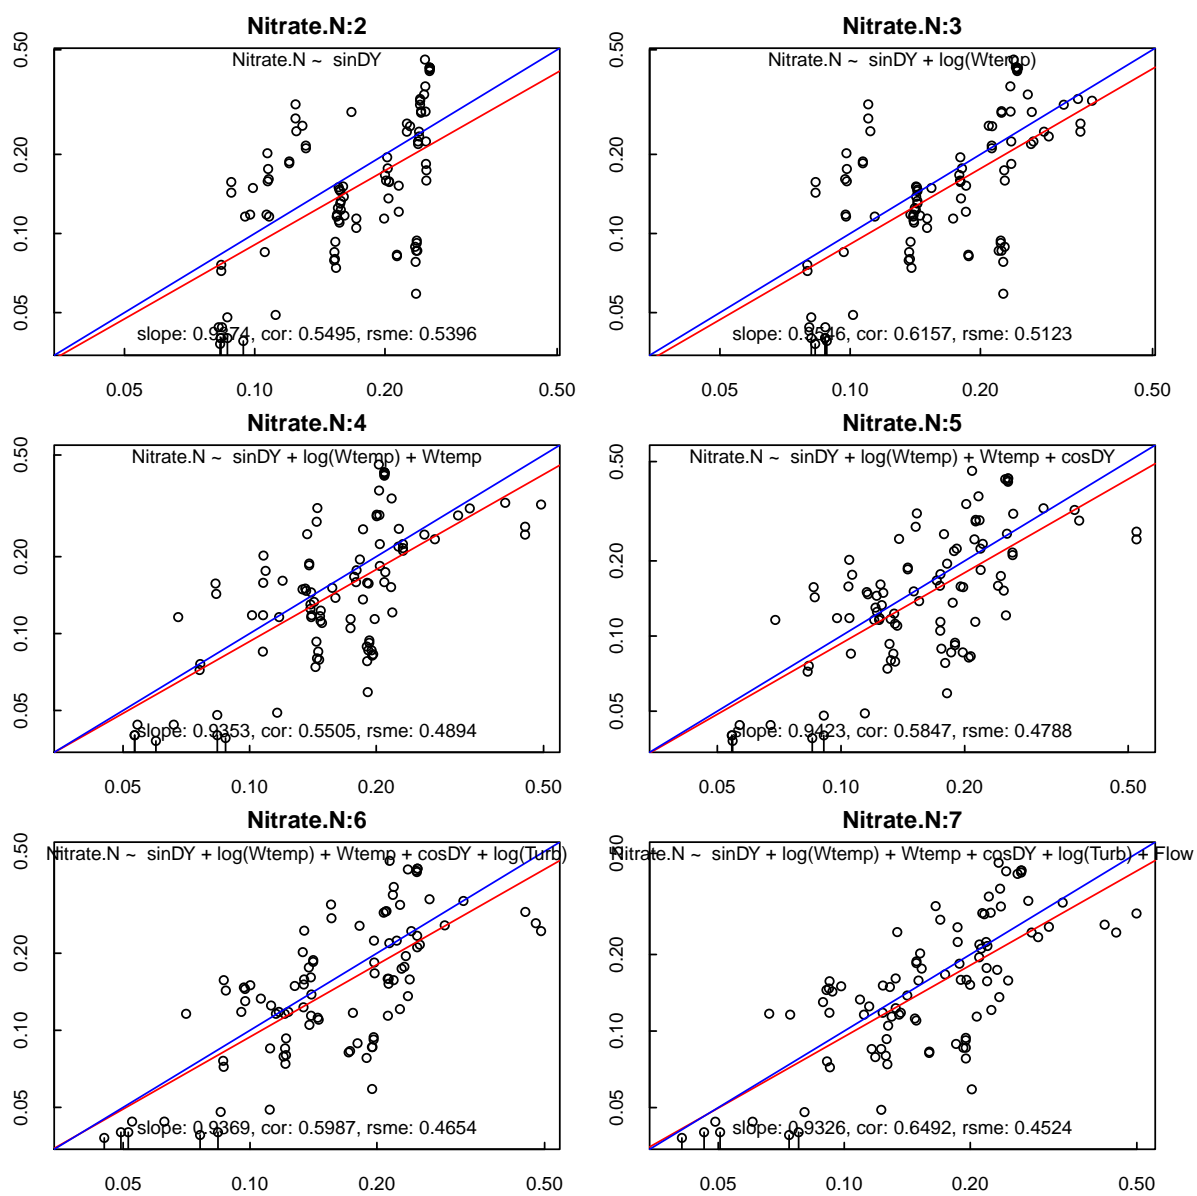 Nitrate.N:2
Nitrate.N ~ sinDY
0.50
0.20
0.10
0.05
slope: cor: 0.5495, rsme: 0.5396
0.05 0.10 0.20 0.50
Nitrate.N:3
Nitrate.N ~ sinDY + log(Wtemp)
0.50
0.20
0.10
0.05
slope: cor: 0.6157, rsme: 0.5123
0.05 0.10 0.20 0.50
Nitrate.N:4
Nitrate.N ~ sinDY + log(Wtemp) + Wtemp
0.50
0.20
0.10
0.05
slope: 0.9353, cor: 0.5505, rsme: 0.4894
0.05 0.10 0.20 0.50
Nitrate.N:5
Nitrate.N ~ sinDY + log(Wtemp) + Wtemp + cosDY
0.50
0.20
0.10
0.05
slope: 0.9423, cor: 0.5847, rsme: 0.4788
0.05 0.10 0.20 0.50
Nitrate.N:6
Nitrate.N ~ sinDY + log(Wtemp) + Wtemp + cosDY + log(Turb)
0.50
0.20
0.10
0.05
slope: 0.9369, cor: 0.5987, rsme: 0.4654
0.05 0.10 0.20 0.50
Nitrate.N:7
Nitrate.N ~ sinDY + log(Wtemp) + Wtemp + cosDY + log(Turb) + Flow
0.50
0.20
0.10
0.05
slope: 0.9326, cor: 0.6492, rsme: 0.4524
0.05 0.10 0.20 0.50